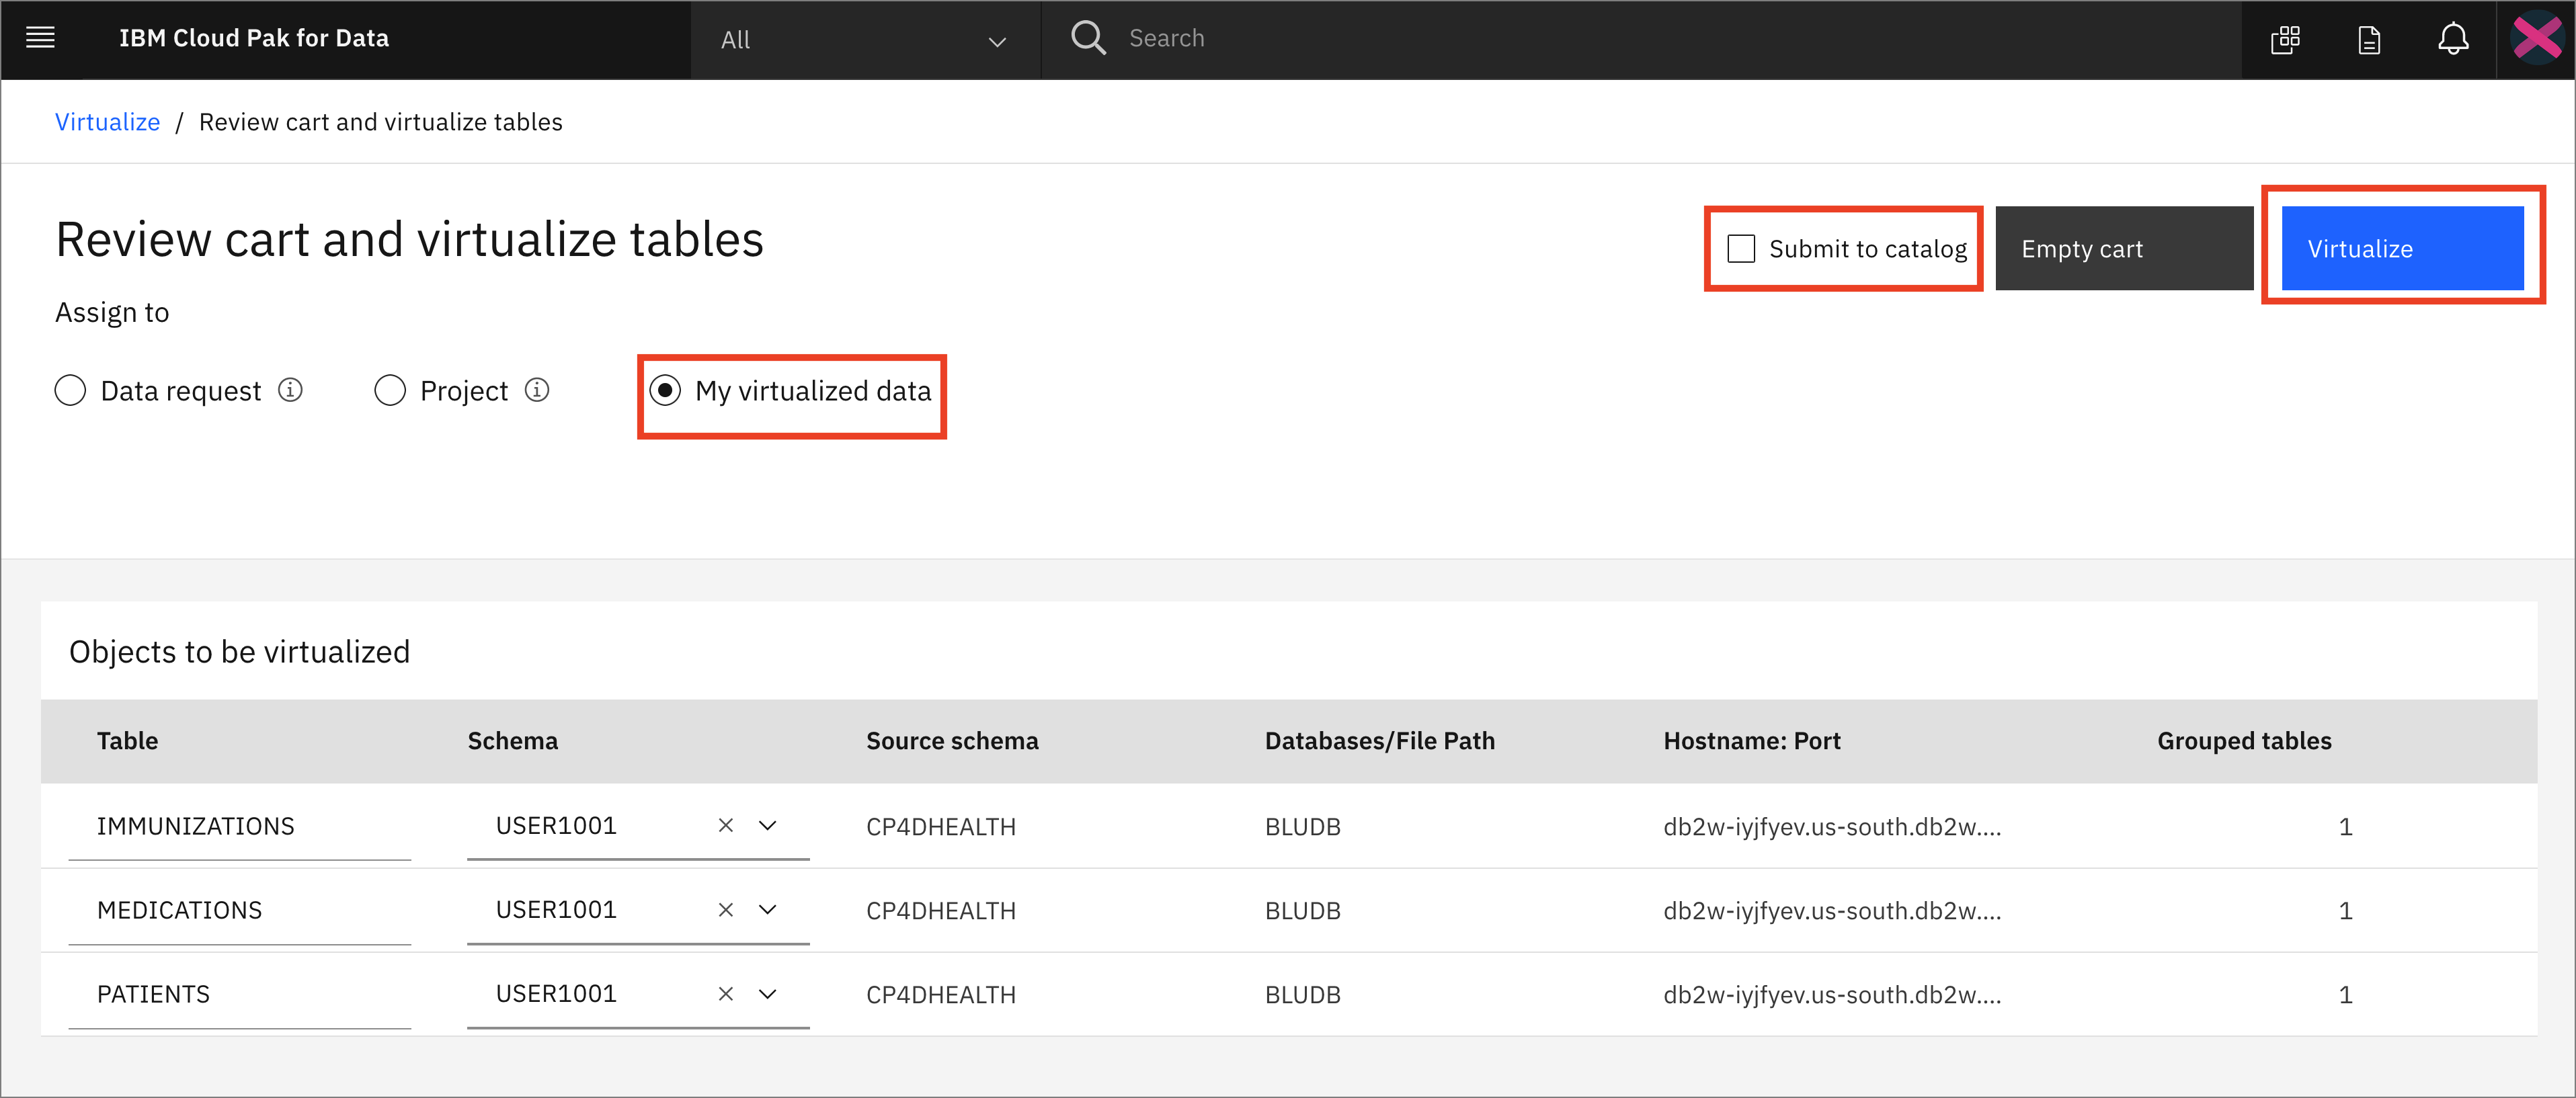 IBM Cloud Pak for Data All Search
Virtualize / Review cart and virtualize tables
Review cart and virtualize tables
Submit to catalog Empty cart Virtualize
Assign to
Data request Project My virtualized data
Objects to be virtualized
Table Schema Source schema Databases/File Path Hostname: Port Grouped tables
IMMUNIZATIONS USER1001 CP4DHEALTH BLUDB db2w-iyjfyev.us-south.db2w.... 1
MEDICATIONS USER1001 CP4DHEALTH BLUDB db2w-iyjfyev.us-south.db2w.... 1
PATIENTS USER1001 CP4DHEALTH BLUDB db2w-iyjfyev.us-south.db2w.... 1